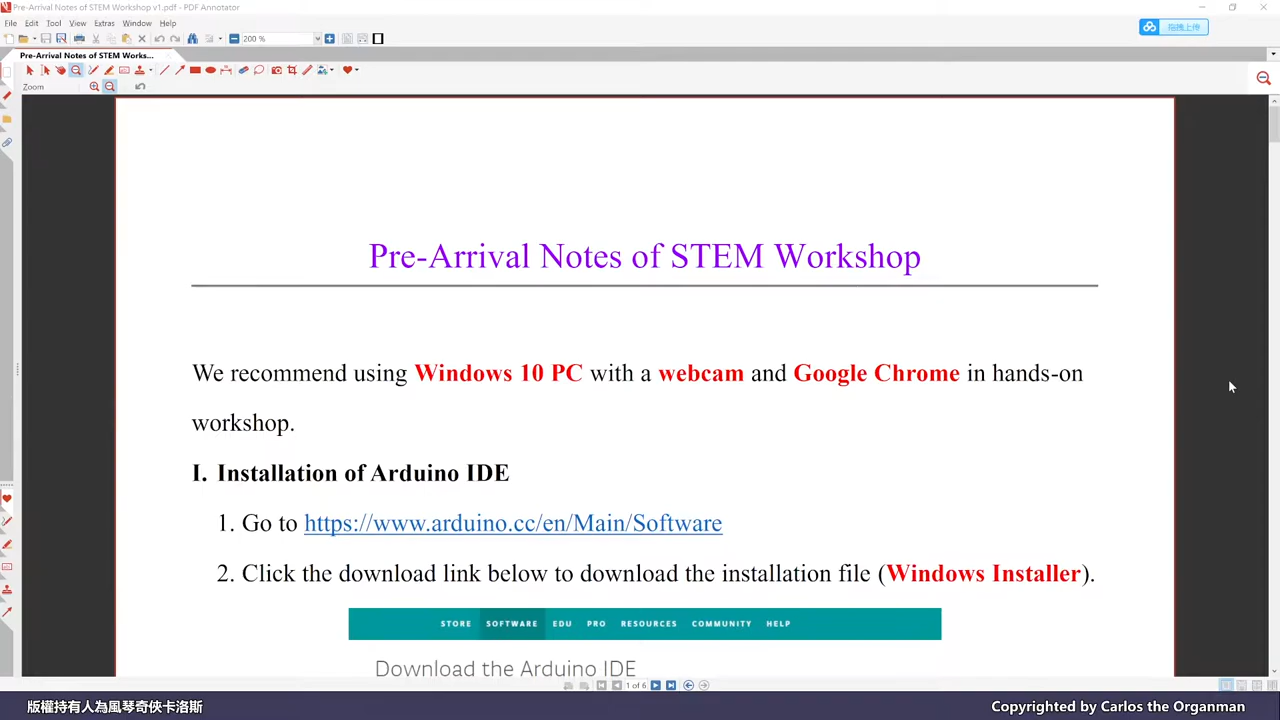 Pre-Arrival Notes of STEM Workshop v1.pdf - PDF Annotator
File Edit Tool View Extras Window Help
200 %
拖拽上传
Pre-Arrival Notes of STEM Works...
Zoom
Pre-Arrival Notes of STEM Workshop
We recommend using Windows 10 PC with a webcam and Google Chrome in hands-on
workshop.
I. Installation of Arduino IDE
1. Go to https://www.arduino.cc/en/Main/Software
2. Click the download link below to download the installation file (Windows Installer).
STORE SOFTWARE EDU PRO RESOURCES COMMUNITY HELP
Download the Arduino IDE
1 of 6
版權持有人為風琴奇俠卡洛斯
Copyrighted by Carlos the Organman